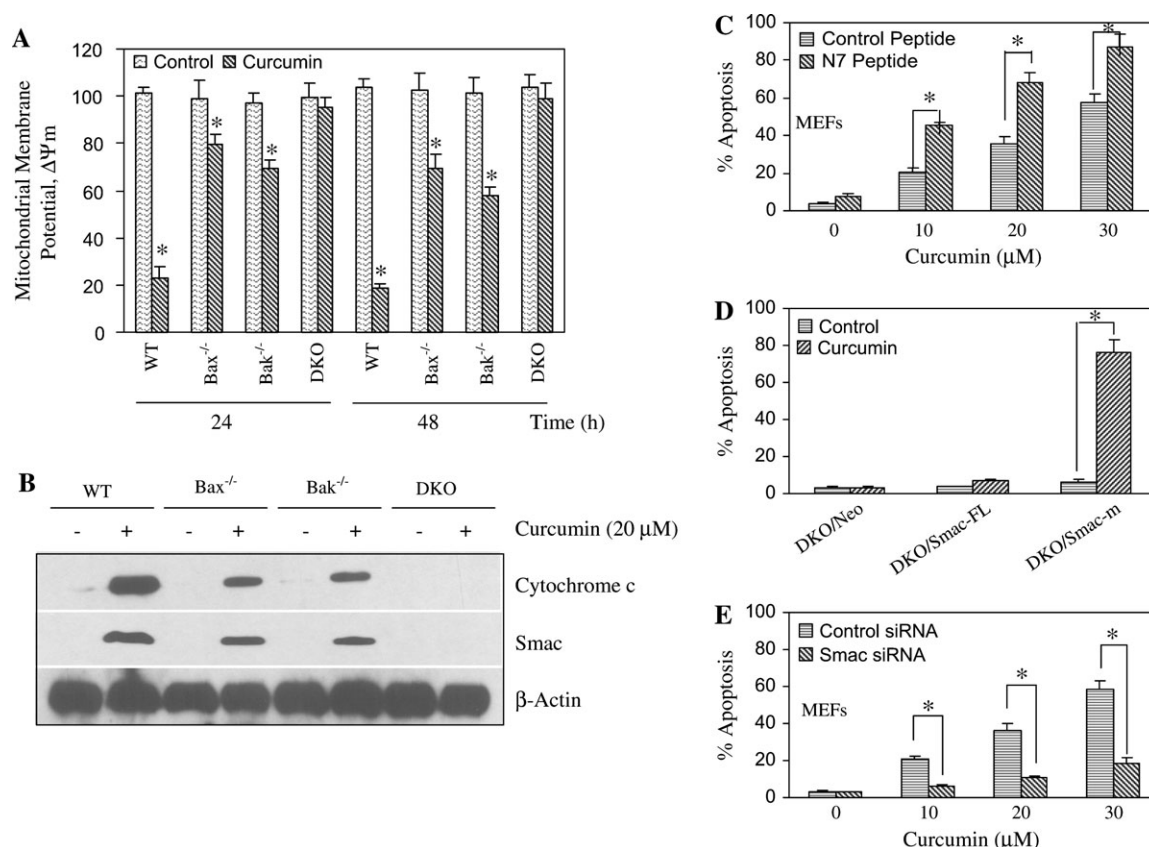 A
Mitochondrial Membrane
Potential, ΔΨm
120
100
80
60
40
20
0
Control Curcumin
* * * * * *
WT Bax-/- Bak-/- DKO WT Bax-/- Bak-/- DKO
24 48 Time (h)
B
WT Bax-/- Bak-/- DKO
- + - + - + - + Curcumin (20 μM)
Cytochrome c
Smac
β-Actin
C
% Apoptosis
100
80
60
40
20
0
Control Peptide
N7 Peptide
MEFs
* * *
0 10 20 30
Curcumin (μM)
D
% Apoptosis
100
80
60
40
20
0
Control
Curcumin
*
DKO/Neo DKO/Smac-FL DKO/Smac-m
E
% Apoptosis
100
80
60
40
20
0
Control siRNA
Smac siRNA
MEFs
* * *
0 10 20 30
Curcumin (μM)